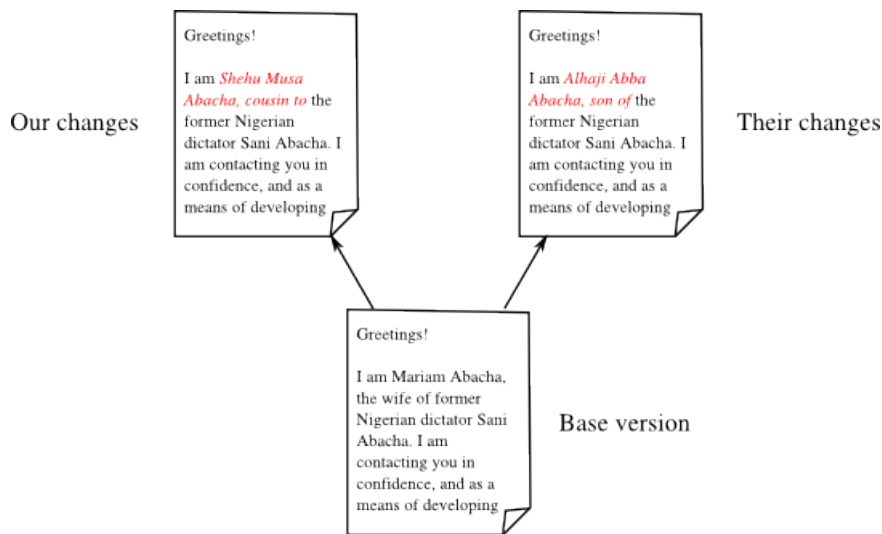 Our changes
Greetings!
I am Shehu Musa
Abacha, cousin to the
former Nigerian
dictator Sani Abacha. I
am contacting you in
confidence, and as a
means of developing
Greetings!
I am Alhaji Abba
Abacha, son of the
former Nigerian
dictator Sani Abacha. I
am contacting you in
confidence, and as a
means of developing
Their changes
Greetings!
I am Mariam Abacha,
the wife of former
Nigerian dictator Sani
Abacha. I am
contacting you in
confidence, and as a
means of developing
Base version